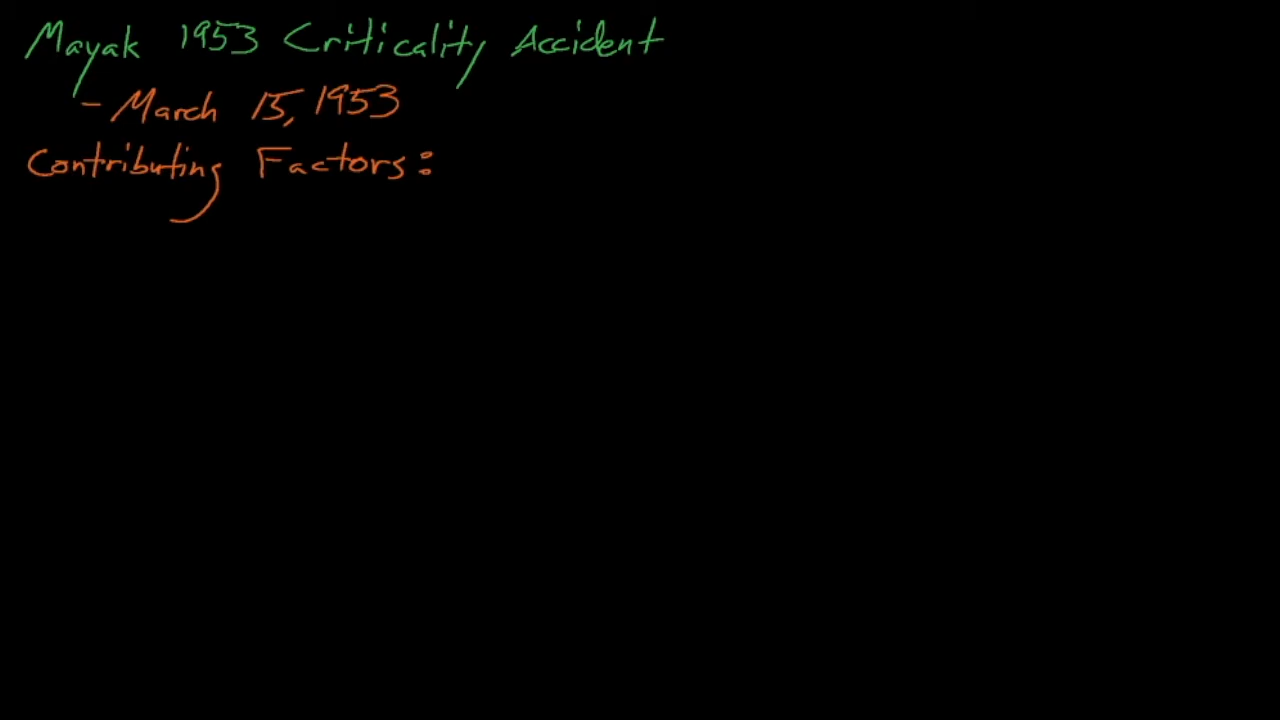 Mayak 1953 Criticality Accident
- March 15, 1953
Contributing Factors: